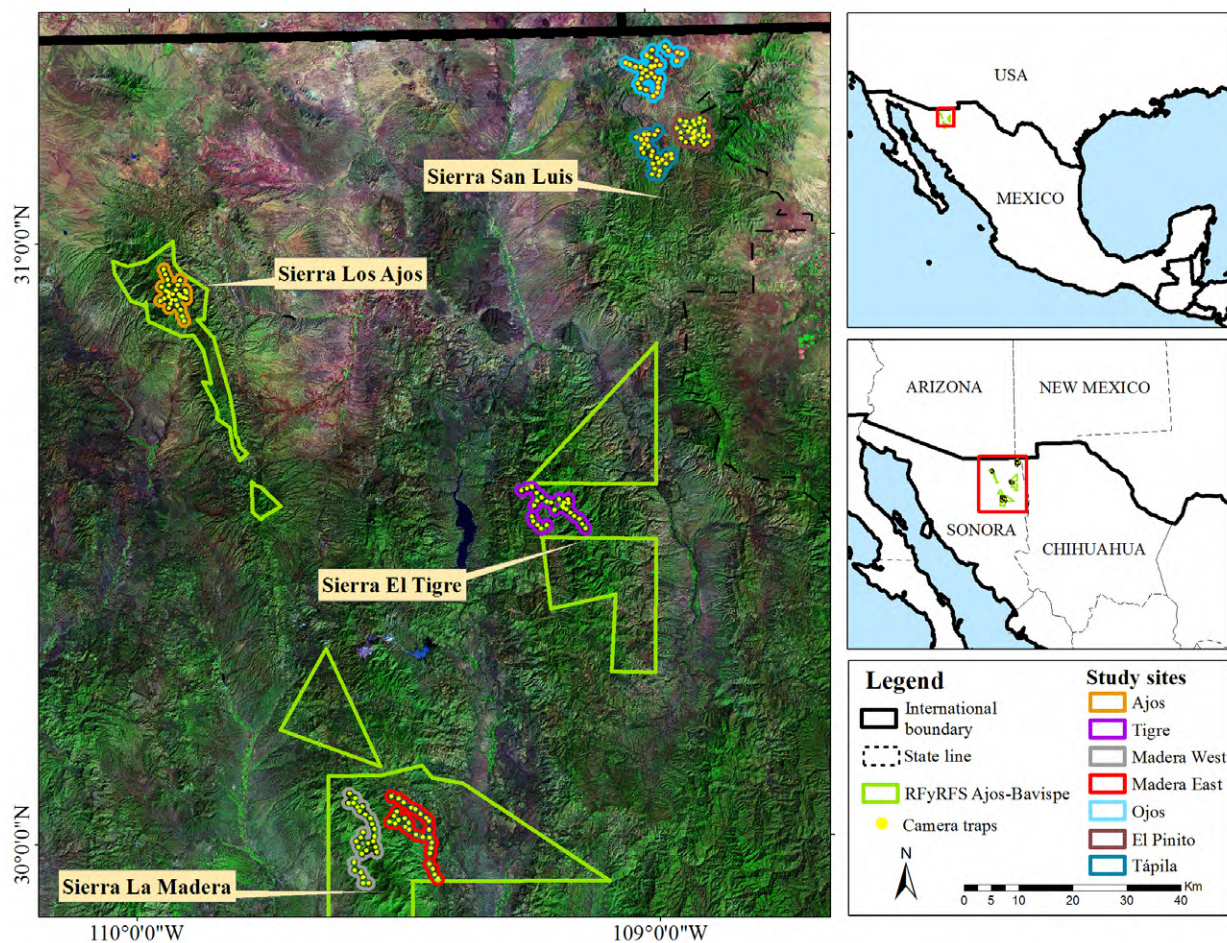 Sierra San Luis
Sierra Los Ajos
Sierra El Tigre
Sierra La Madera
31°0'0"N
30°0'0"N
110°0'0"W
109°0'0"W
USA
MEXICO
ARIZONA
NEW MEXICO
SONORA
CHIHUAHUA
Legend
International
boundary
State line
RFyRFS Ajos-Bavispe
Camera traps
Study sites
Ajos
Tigre
Madera West
Madera East
Ojos
El Pinito
Tápila
N
Km
0 5 10 20 30 40